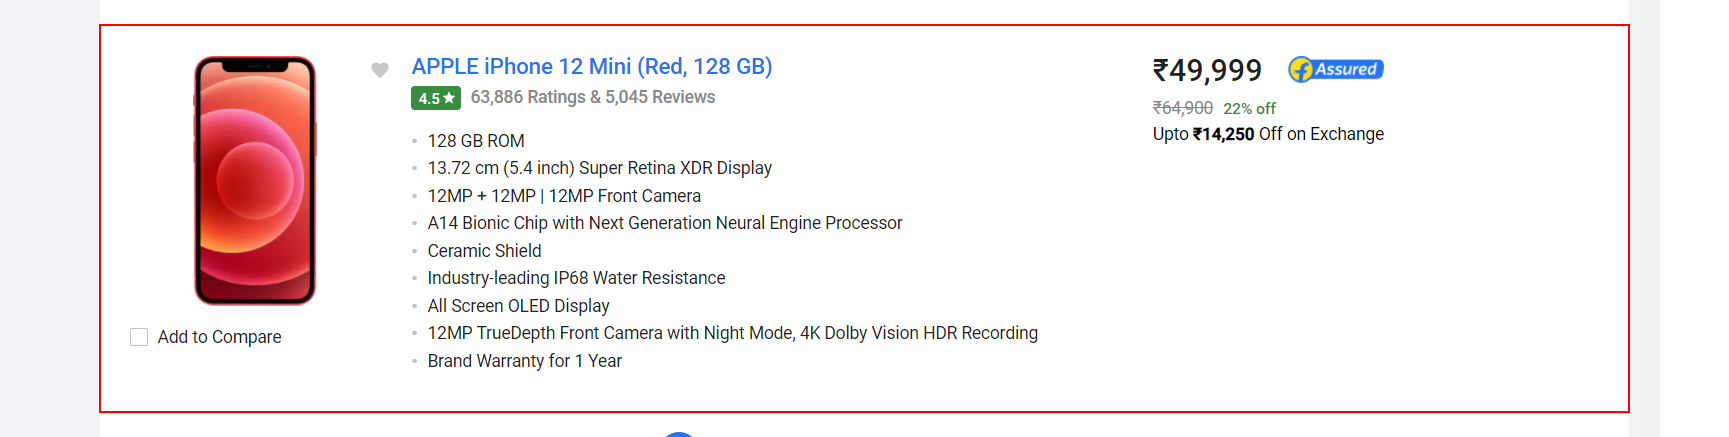 APPLE iPhone 12 Mini (Red, 128 GB)
4.5★ 63,886 Ratings & 5,045 Reviews
128 GB ROM
13.72 cm (5.4 inch) Super Retina XDR Display
12MP + 12MP | 12MP Front Camera
A14 Bionic Chip with Next Generation Neural Engine Processor
Ceramic Shield
Industry-leading IP68 Water Resistance
All Screen OLED Display
12MP TrueDepth Front Camera with Night Mode, 4K Dolby Vision HDR Recording
Brand Warranty for 1 Year
Add to Compare
₹49,999 Assured
₹64,900 22% off
Upto ₹14,250 Off on Exchange